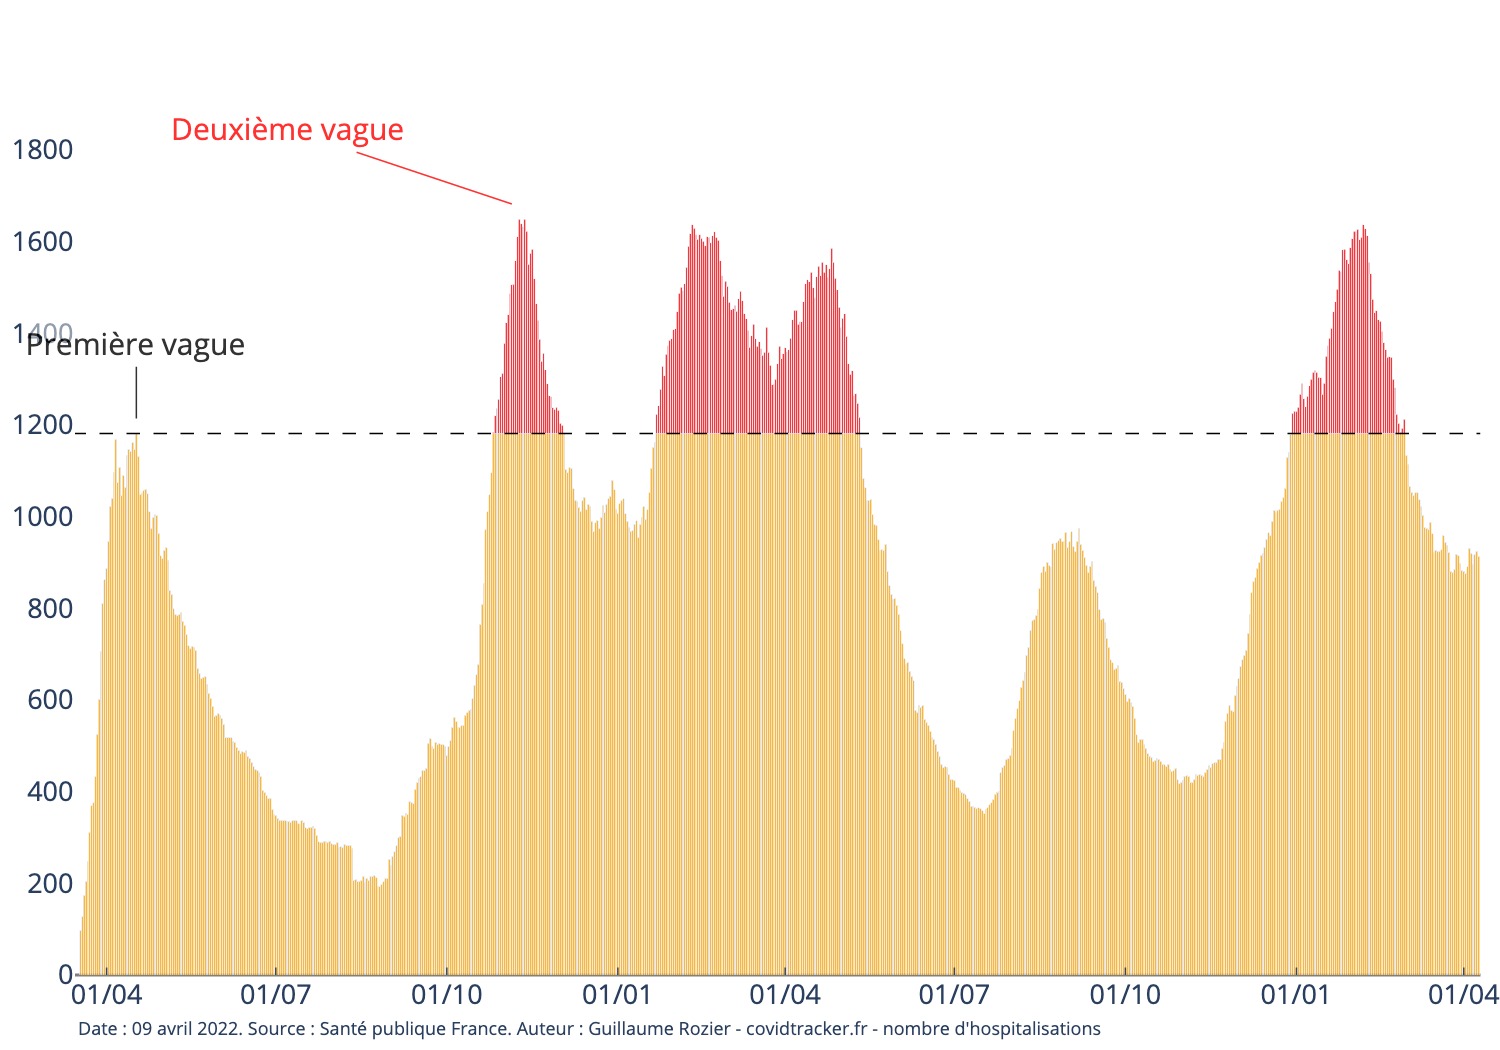 Deuxième vague
1800
1600
1400
Première vague
1200
1000
800
600
400
200
0
01/04 01/07 01/10 01/01 01/04 01/07 01/10 01/01 01/04
Date : 09 avril 2022. Source : Santé publique France. Auteur : Guillaume Rozier - covidtracker.fr - nombre d'hospitalisations